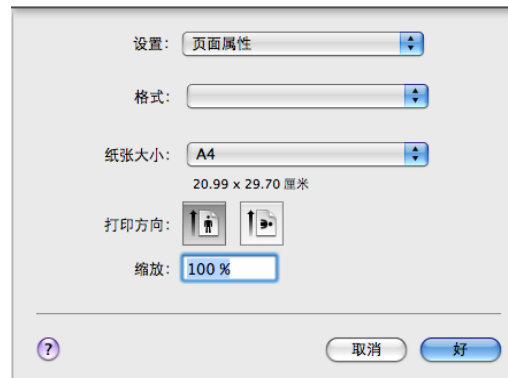 设置： 页面属性
格式：
纸张大小： A4
20.99 x 29.70 厘米
打印方向：
缩放： 100 %
? 取消 好